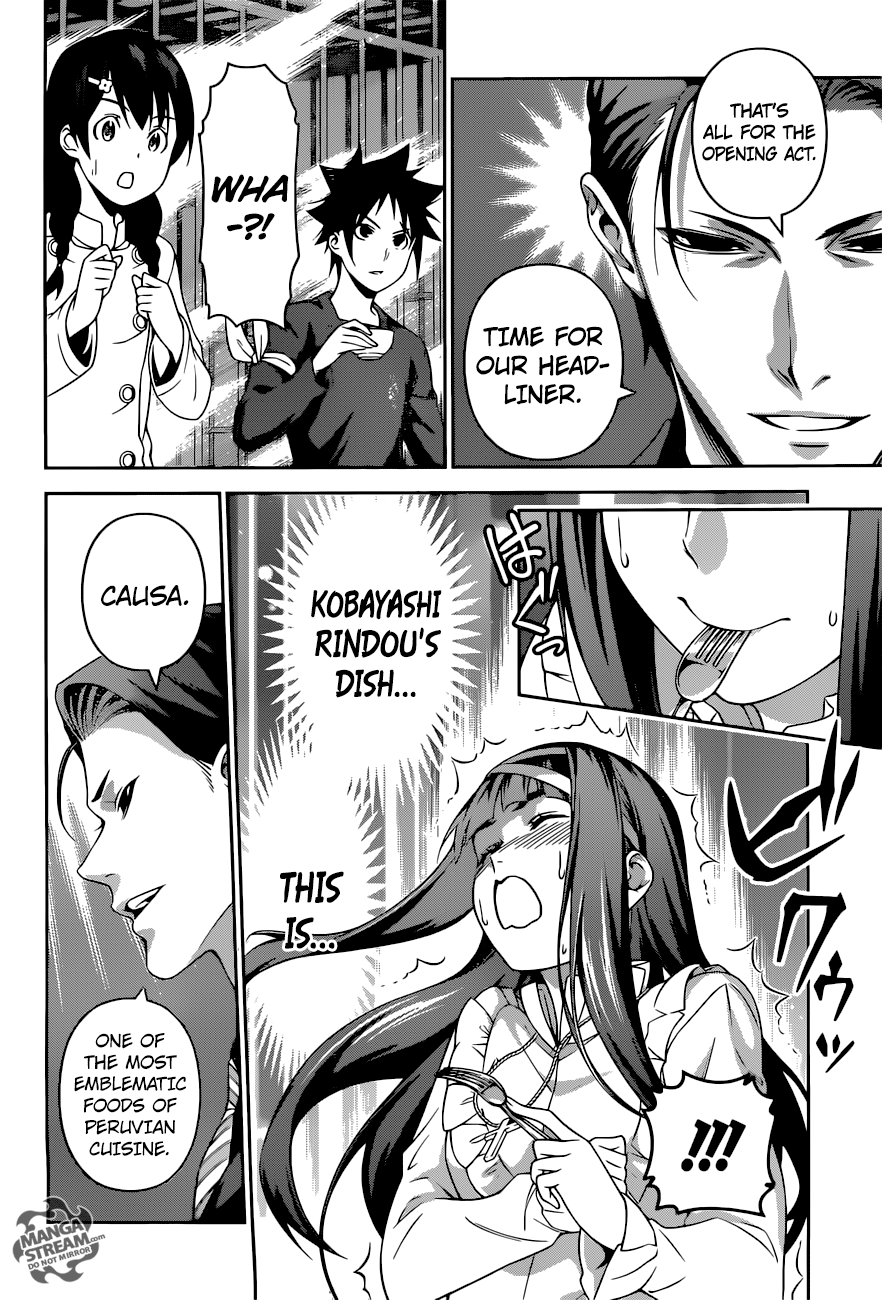 THAT'S
ALL FOR THE
OPENING ACT.
TIME FOR
OUR HEAD-
LINER.
WHA
-?!
はぐっ
KOBAYASHI
RINDOU'S
DISH...
THIS
IS...
ビクゥッ
!!!
CAUSA.
ONE OF
THE MOST
EMBLEMATIC
FOODS OF
PERUVIAN
CUISINE.
MANGA
STREAM.COM
DO NOT MIRROR